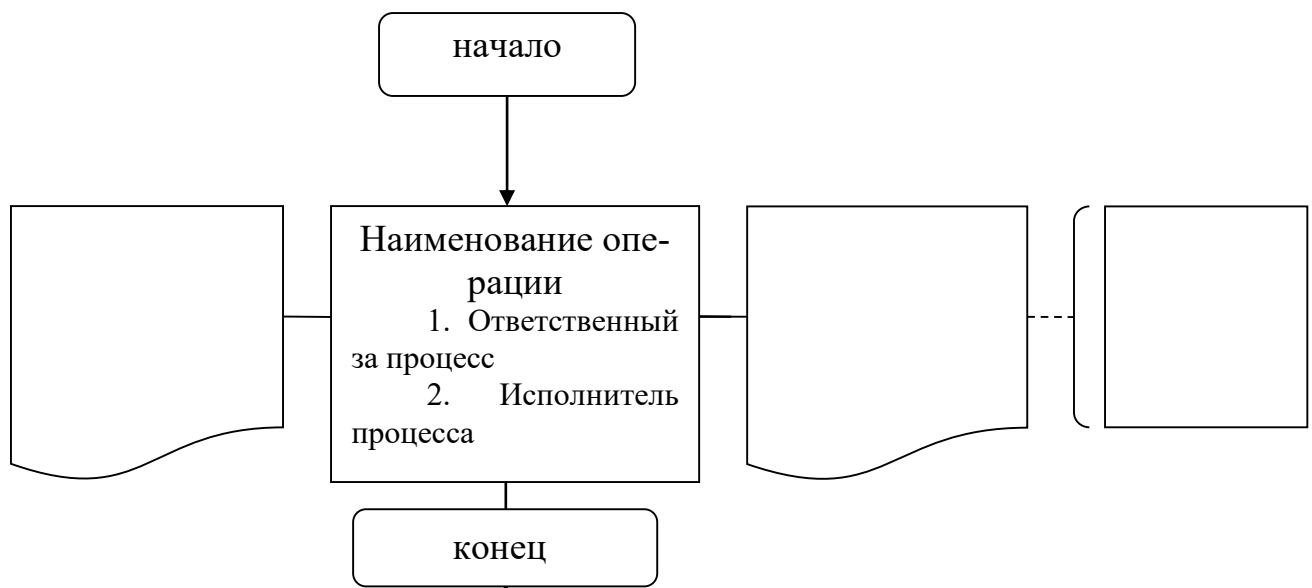 начало
Наименование опе-
рации
1. Ответственный
за процесс
2. Исполнитель
процесса
конец